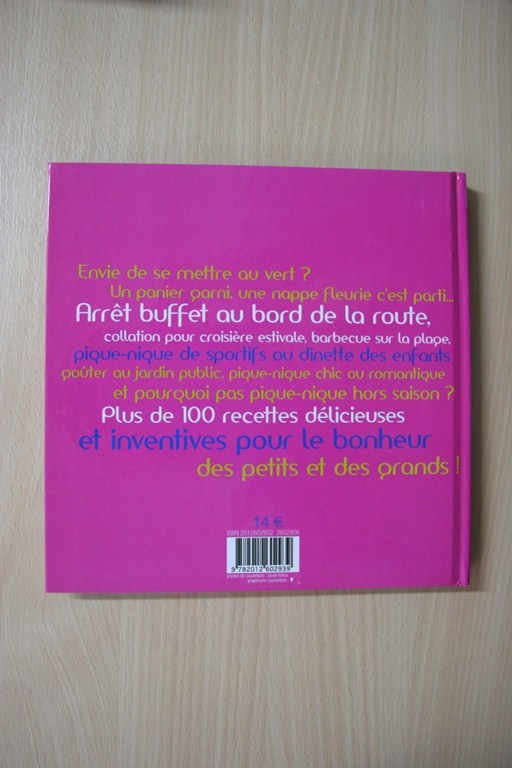 Envie de se mettre au vert ?
Un panier garni, une nappe fleurie c'est parti...
Arrêt buffet au bord de la route,
collation pour croisière estivale, barbecue sur la plage,
pique-nique de sportifs ou dinette des enfants
goûter au jardin public, pique-nique chic ou romantique
et pourquoi pas pique-nique hors saison ?
Plus de 100 recettes délicieuses
et inventives pour le bonheur
des petits et des grands !
14 €
9 782012 602939